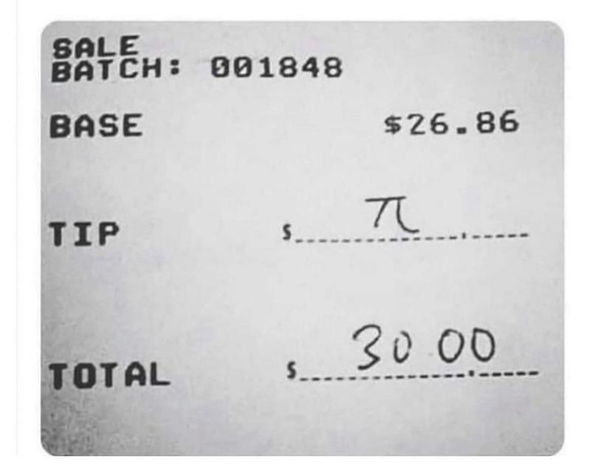 SALE
BATCH: 001848
BASE $26.86
TIP $ π
TOTAL $ 30 00